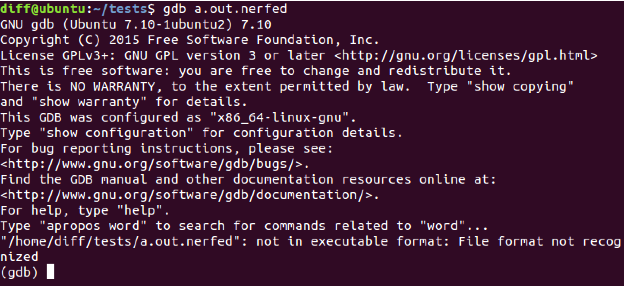 diff@ubuntu:~/tests$ gdb a.out.nerfed
GNU gdb (Ubuntu 7.10-1ubuntu2) 7.10
Copyright (C) 2015 Free Software Foundation, Inc.
License GPLv3+: GNU GPL version 3 or later <http://gnu.org/licenses/gpl.html>
This is free software: you are free to change and redistribute it.
There is NO WARRANTY, to the extent permitted by law.  Type "show copying"
and "show warranty" for details.
This GDB was configured as "x86_64-linux-gnu".
Type "show configuration" for configuration details.
For bug reporting instructions, please see:
<http://www.gnu.org/software/gdb/bugs/>.
Find the GDB manual and other documentation resources online at:
<http://www.gnu.org/software/gdb/documentation/>.
For help, type "help".
Type "apropos word" to search for commands related to "word"...
"/home/diff/tests/a.out.nerfed": not in executable format: File format not recog
nized
(gdb)